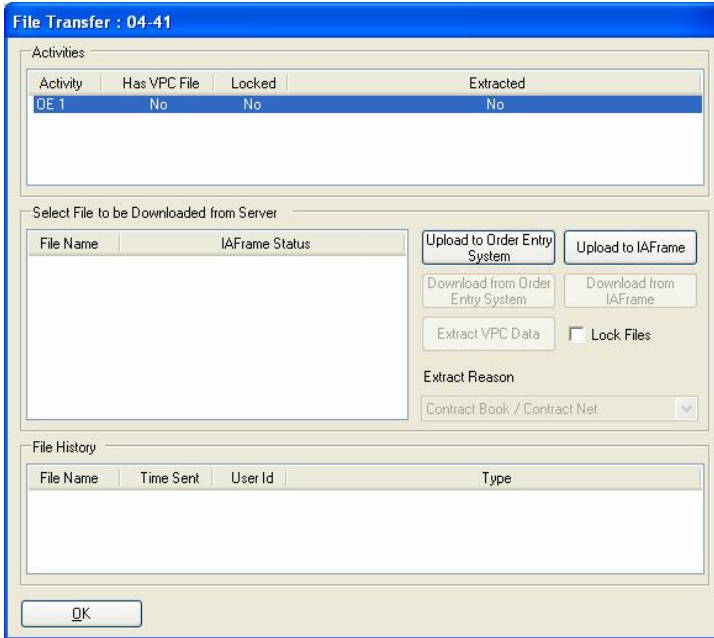 File Transfer : 04-41
Activities
Activity Has VPC File Locked Extracted
OE 1 No No No
Select File to be Downloaded from Server
File Name IAFrame Status
Upload to Order Entry
System
Upload to IAFrame
Download from Order
Entry System
Download from
IAFrame
Extract VPC Data
Lock Files
Extract Reason
Contract Book / Contract Net
File History
File Name Time Sent User Id Type
OK